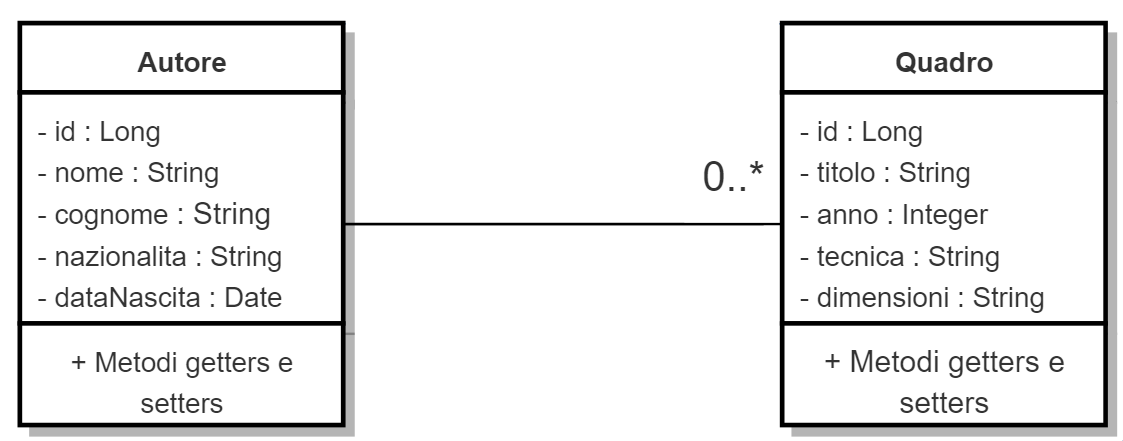 Autore
- id : Long
- nome : String
- cognome : String
- nazionalita : String
- dataNascita : Date
+ Metodi getters e
setters
0..*
Quadro
- id : Long
- titolo : String
- anno : Integer
- tecnica : String
- dimensioni : String
+ Metodi getters e
setters